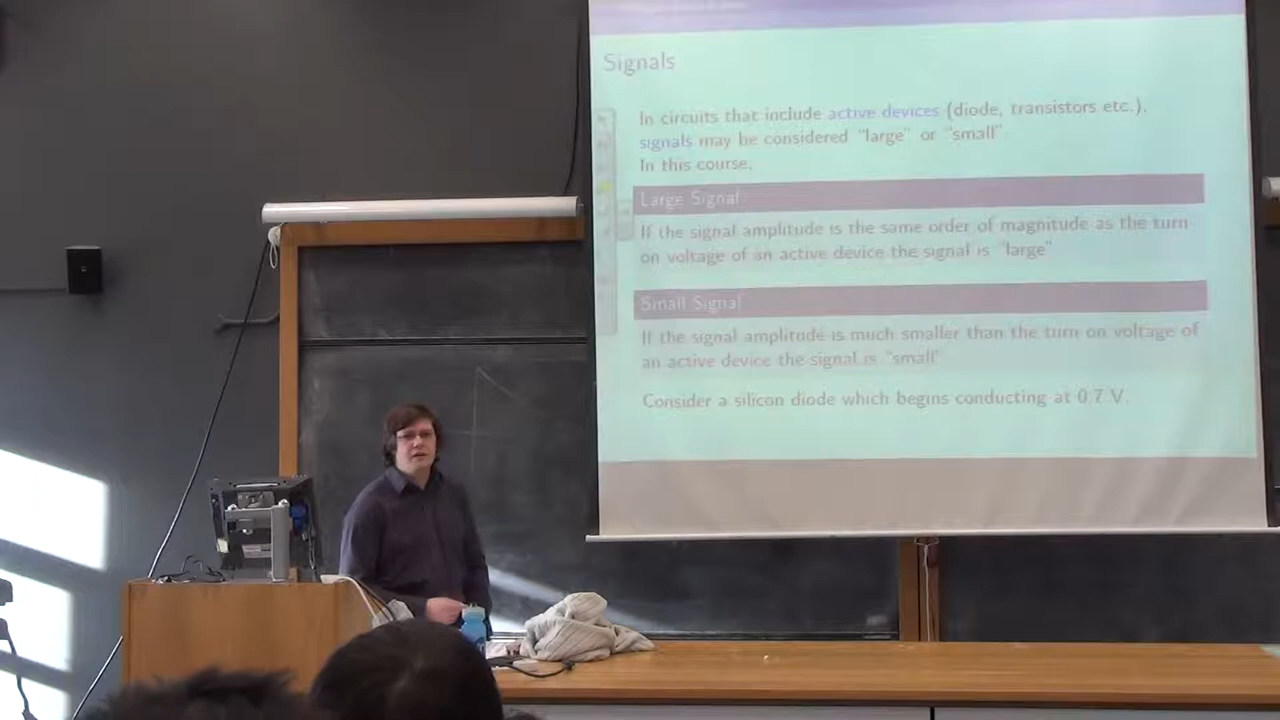 Signals
In circuits that include active devices (diode, transistors etc.),
signals may be considered "large" or "small"
In this course,
Large Signal
If the signal amplitude is the same order of magnitude as the turn-
on voltage of an active device the signal is "large"
Small Signal
If the signal amplitude is much smaller than the turn on voltage of
an active device the signal is "small"
Consider a silicon diode which begins conducting at 0.7 V.